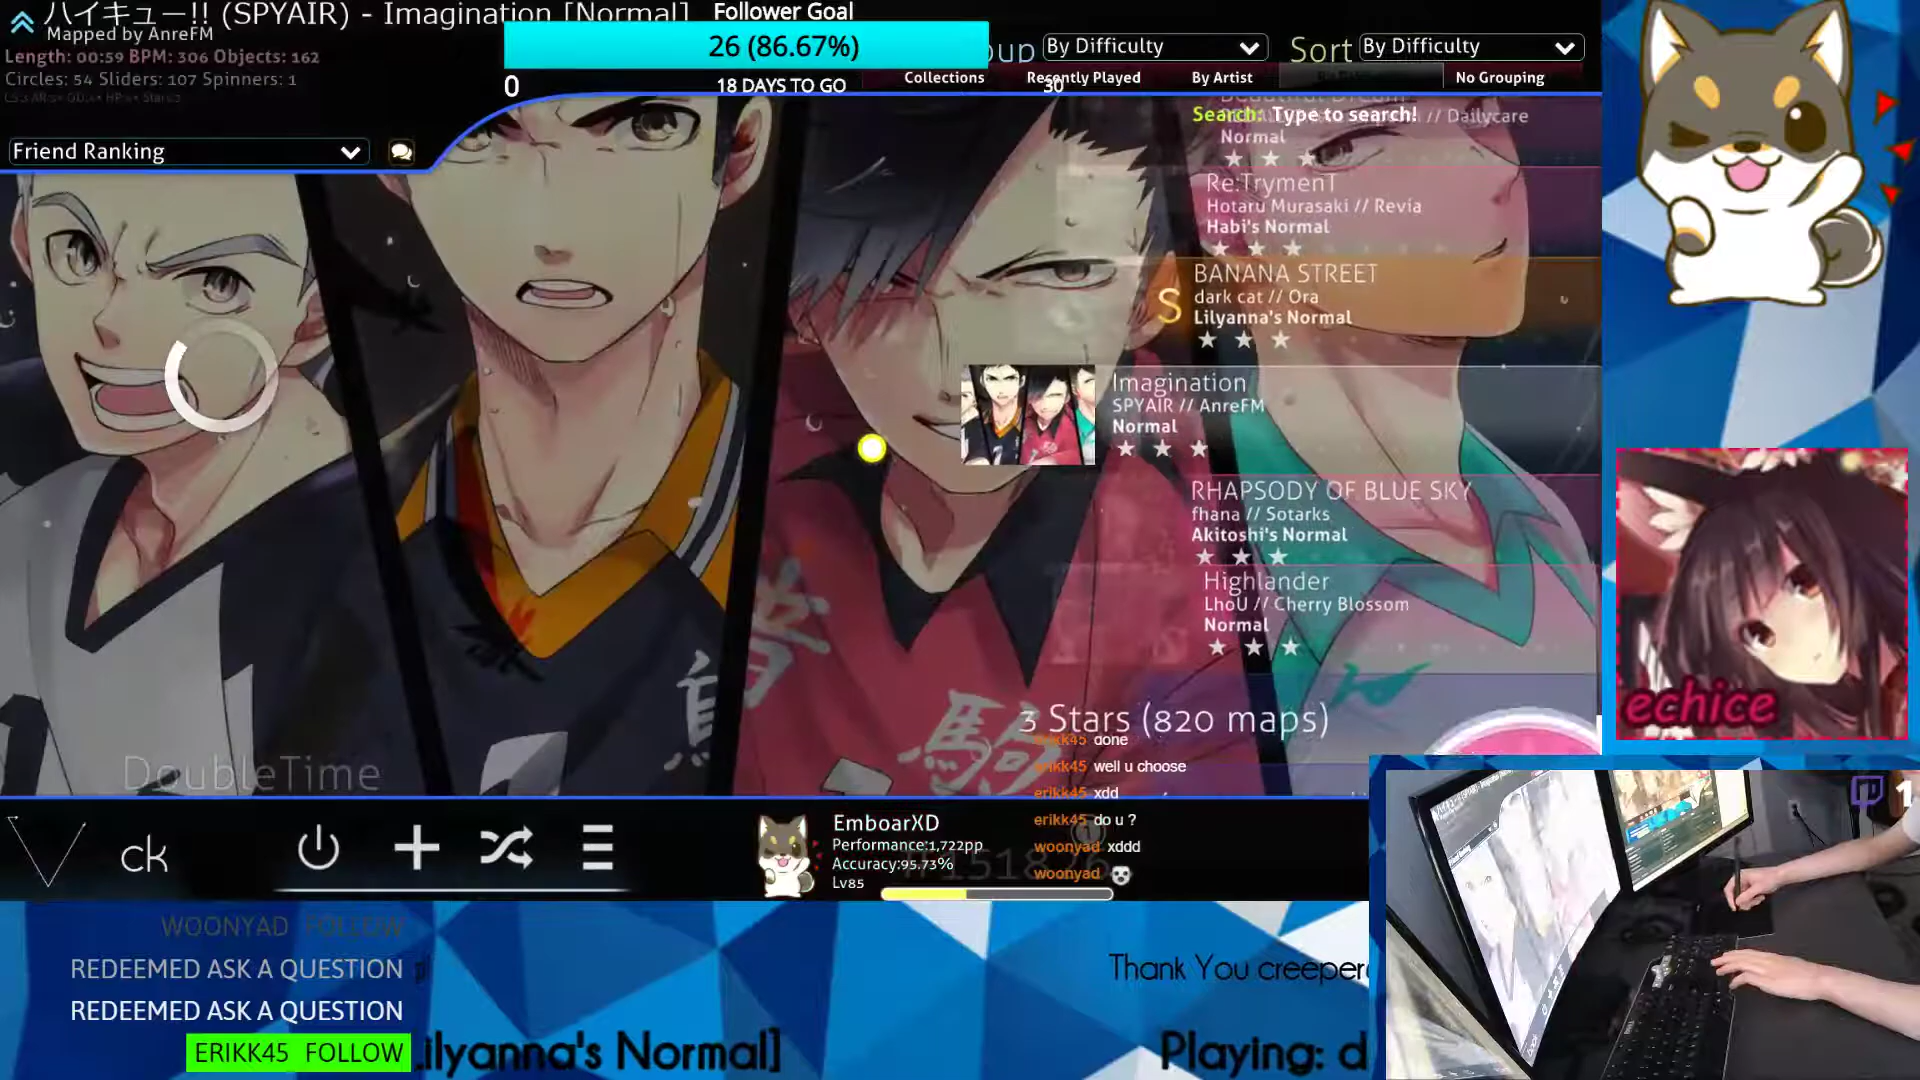 ハイキュー!! (SPYAIR) - Imagination [Normal]
Mapped by AnreFM
Length: 00:59 BPM: 306 Objects: 162
Circles: 54 Sliders: 107 Spinners: 1
Follower Goal
26 (86.67%)
0
30
18 DAYS TO GO
By Difficulty
Sort
By Difficulty
Collections
Recently Played
By Artist
No Grouping
Friend Ranking
Search: Type to search!
// Dailycare
Normal
Re:TrymenT
Hotaru Murasaki // Revia
Habi's Normal
S
BANANA STREET
dark cat // Ora
Lilyanna's Normal
Imagination
SPYAIR // AnreFM
Normal
RHAPSODY OF BLUE SKY
fhana // Sotarks
Akitoshi's Normal
Highlander
LhoU // Cherry Blossom
Normal
3 Stars (820 maps)
echice
DoubleTime
erikk45 done
erikk45 well u choose
erikk45 xdd
erikk45 do u ?
woonyad xddd
woonyad
ck
EmboarXD
Performance:1,722pp
Accuracy:95.73%
Lv85
1
WOONYAD FOLLOW
REDEEMED ASK A QUESTION
REDEEMED ASK A QUESTION
ERIKK45 FOLLOW
Thank You creeper
Lilyanna's Normal]
Playing: d